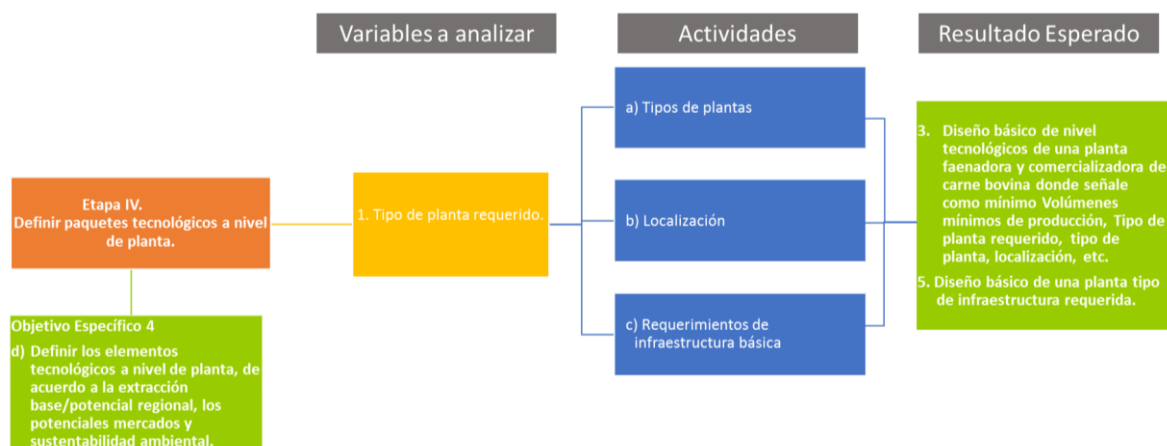 Variables a analizar
Actividades
Resultado Esperado
Etapa IV.
Definir paquetes tecnológicos a nivel
de planta.
Objetivo Específico 4
d) Definir los elementos
tecnológicos a nivel de planta, de
acuerdo a la extracción
base/potencial regional, los
potenciales mercados y
sustentabilidad ambiental.
1. Tipo de planta requerido.
a) Tipos de plantas
b) Localización
c) Requerimientos de
infraestructura básica
3. Diseño básico de nivel
tecnológicos de una planta
faenadora y comercializadora de
carne bovina donde señale
como mínimo Volúmenes
mínimos de producción, Tipo de
planta requerido, tipo de
planta, localización, etc.
5. Diseño básico de una planta tipo
de infraestructura requerida.